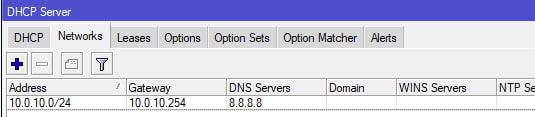 DHCP Server
DHCP Networks Leases Options Option Sets Option Matcher Alerts
Address Gateway DNS Servers Domain WINS Servers NTP Se
10.0.10.0/24 10.0.10.254 8.8.8.8